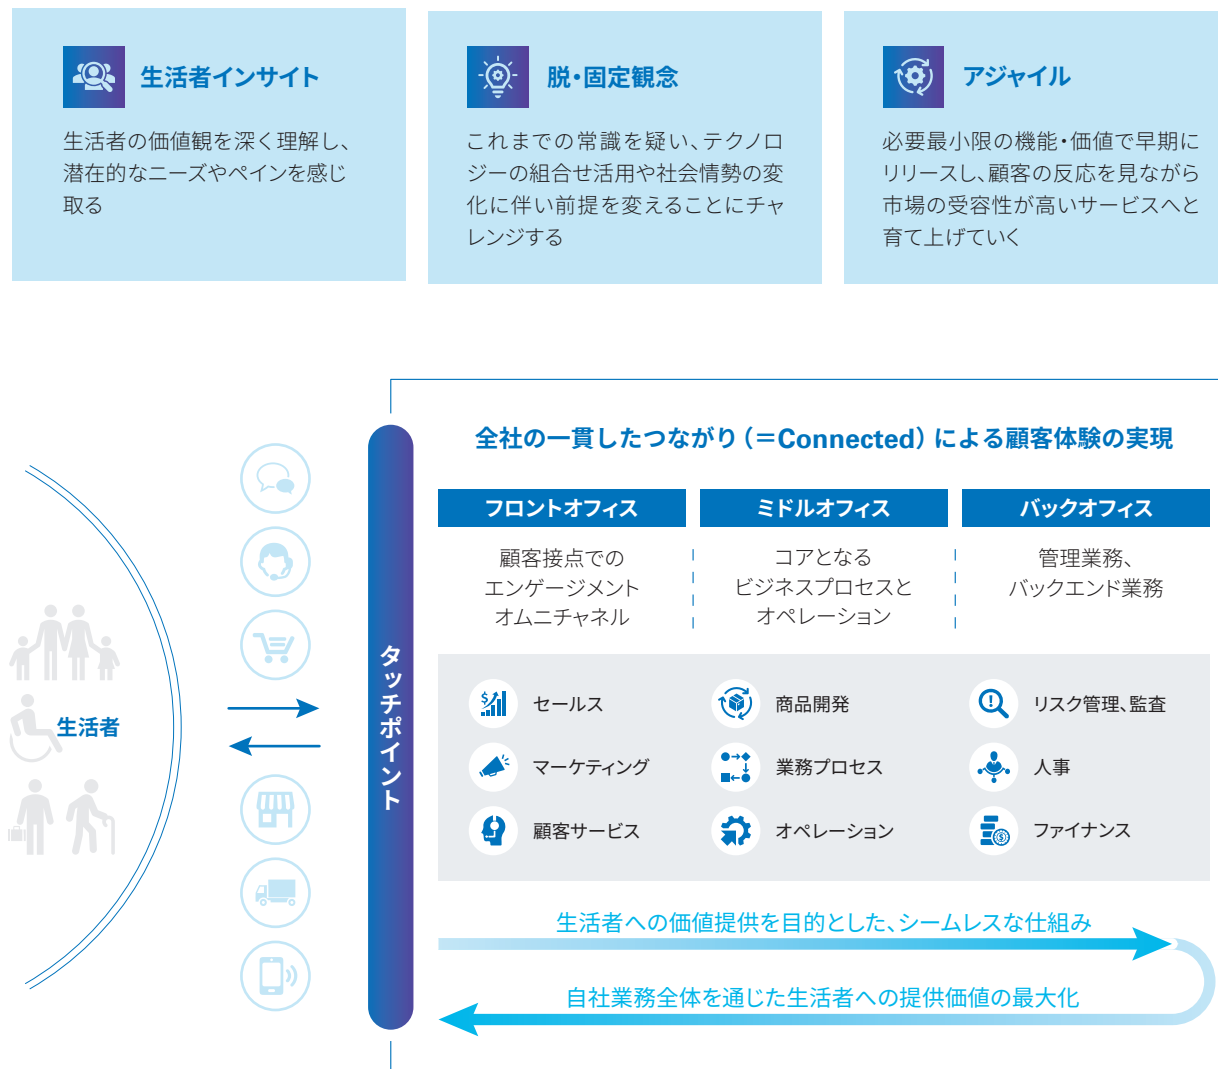 生活者インサイト
生活者の価値観を深く理解し、
潜在的なニーズやペインを感じ
取る
脱・固定観念
これまでの常識を疑い、テクノロ
ジーの組合せ活用や社会情勢の変
化に伴い前提を変えることにチャ
レンジする
アジャイル
必要最小限の機能・価値で早期に
リリースし、顧客の反応を見ながら
市場の受容性が高いサービスへと
育て上げていく
生活者
タッチポイント
全社の一貫したつながり（＝Connected）による顧客体験の実現
フロントオフィス
顧客接点での
エンゲージメント
オムニチャネル
ミドルオフィス
コアとなる
ビジネスプロセスと
オペレーション
バックオフィス
管理業務、
バックエンド業務
セールス
マーケティング
顧客サービス
商品開発
業務プロセス
オペレーション
リスク管理、監査
人事
ファイナンス
生活者への価値提供を目的とした、シームレスな仕組み
自社業務全体を通じた生活者への提供価値の最大化